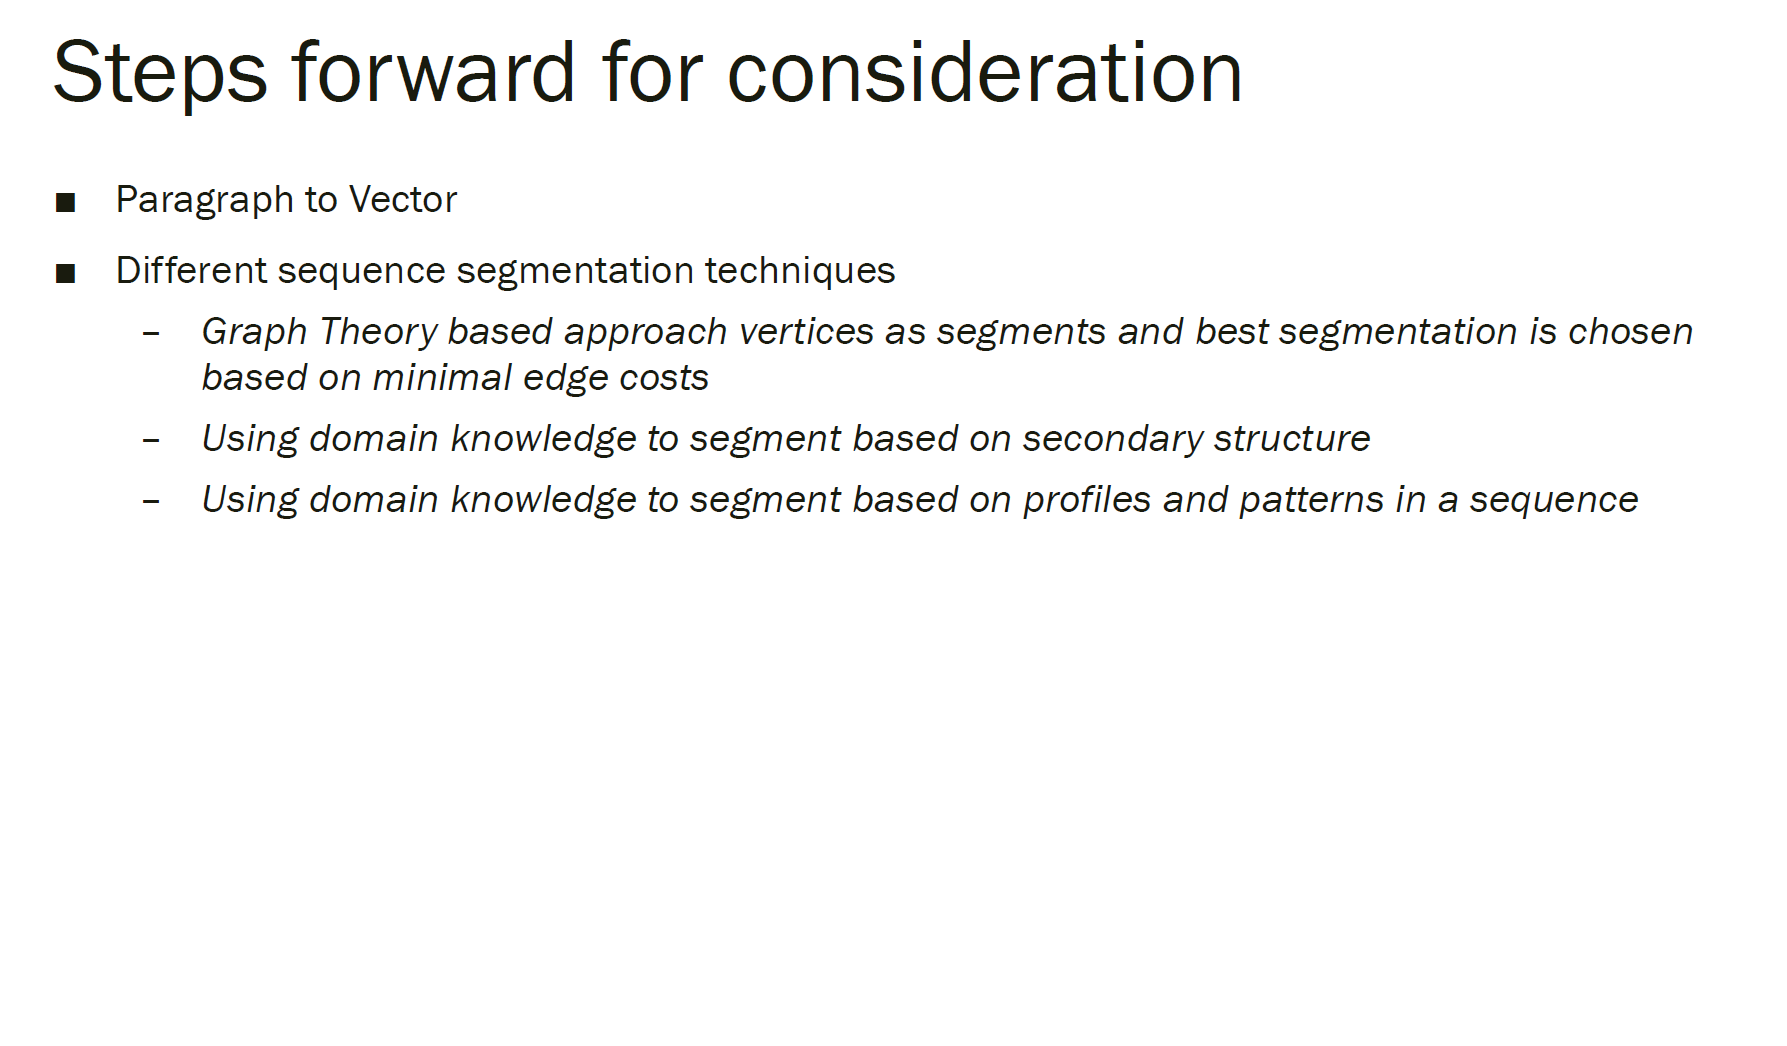 Steps forward for consideration
■ Paragraph to Vector
■ Different sequence segmentation techniques
– Graph Theory based approach vertices as segments and best segmentation is chosen
based on minimal edge costs
– Using domain knowledge to segment based on secondary structure
– Using domain knowledge to segment based on profiles and patterns in a sequence